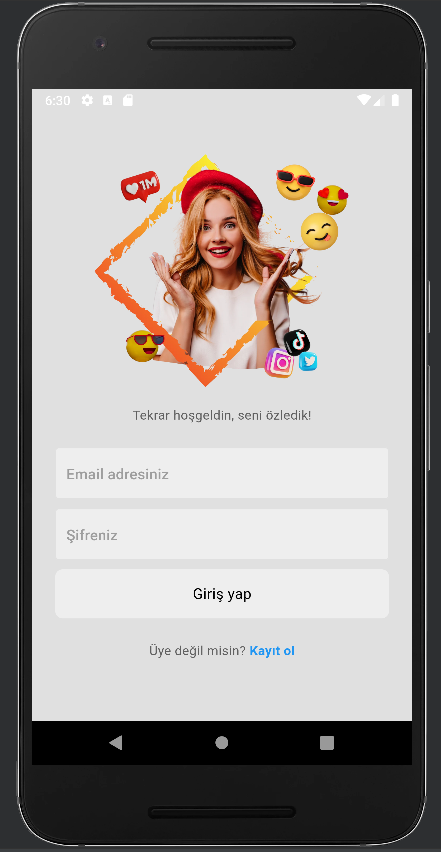 6:30
1M
Tekrar hoşgeldin, seni özledik!
Email adresiniz
Şifreniz
Giriş yap
Üye değil misin? Kayıt ol